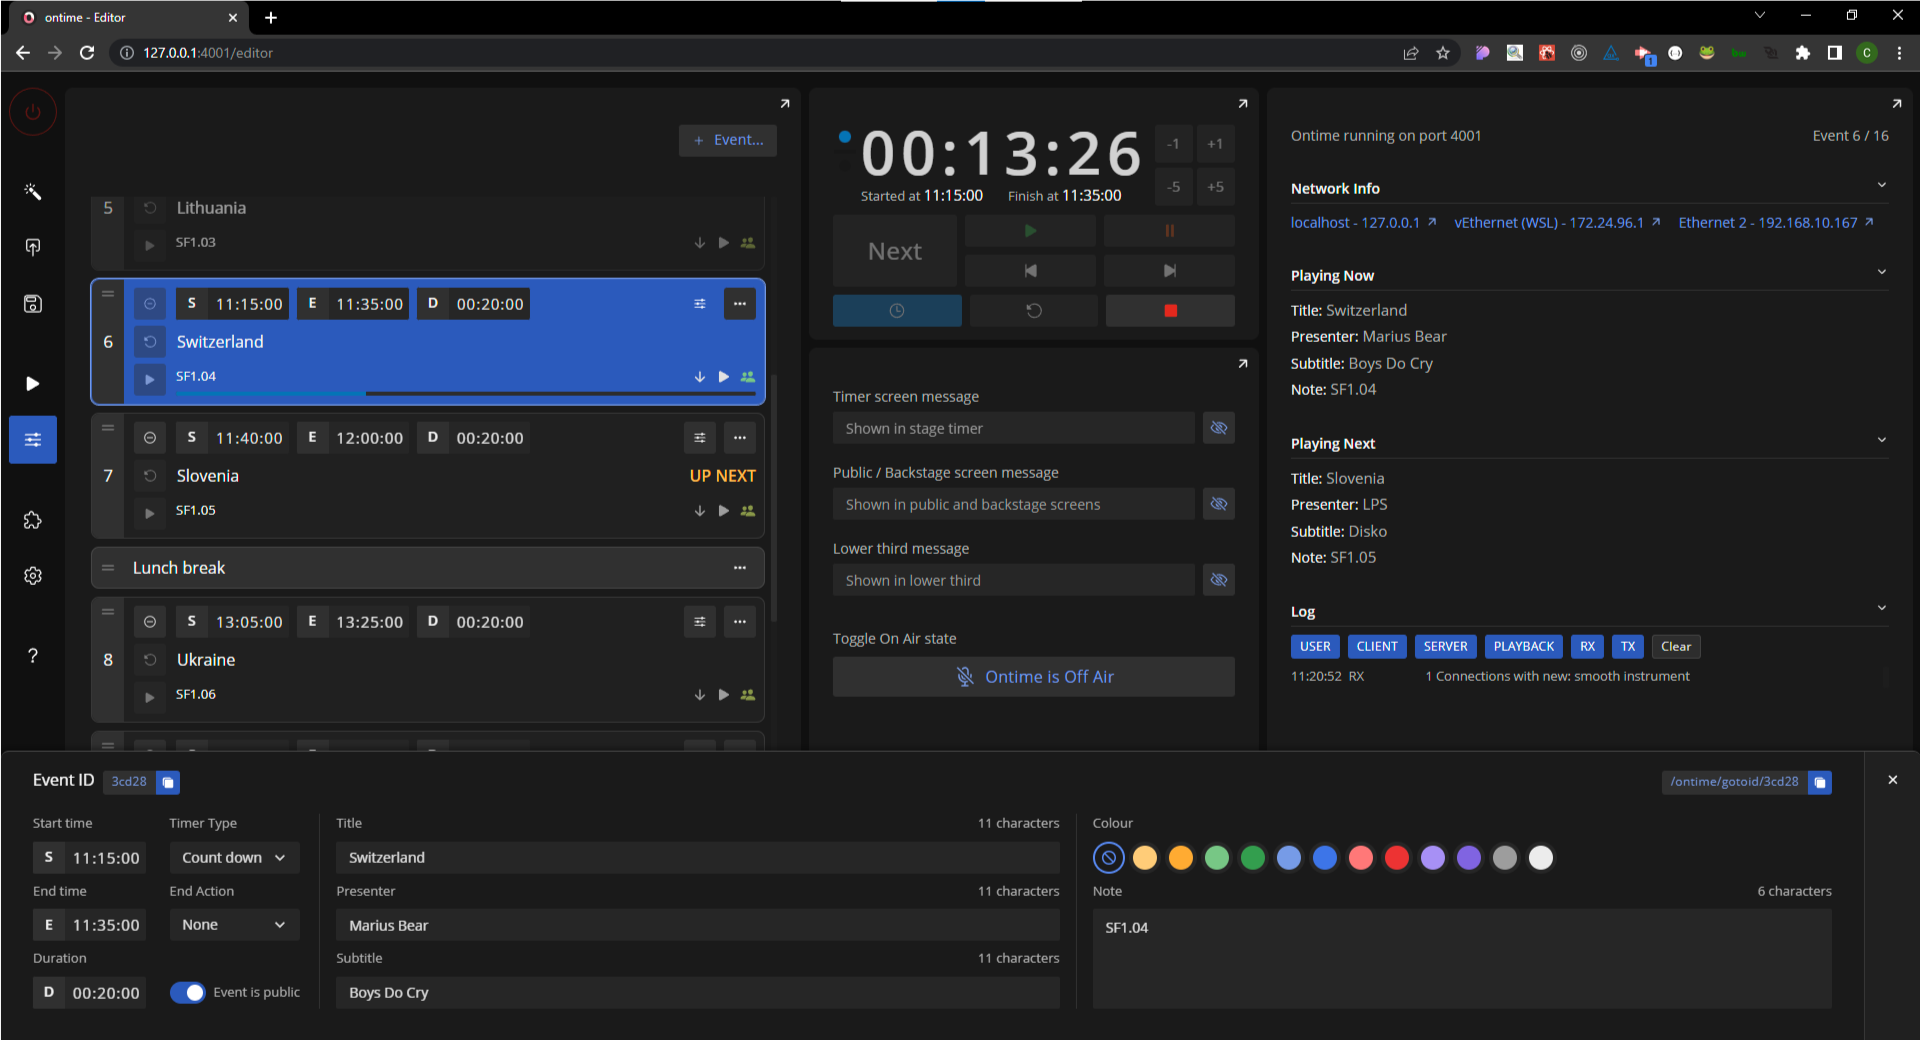 ontime - Editor
127.0.0.1:4001/editor
1
C
+ Event...
5
Lithuania
SF1.03
S 11:15:00 E 11:35:00 D 00:20:00
6
Switzerland
SF1.04
S 11:40:00 E 12:00:00 D 00:20:00
7
Slovenia
UP NEXT
SF1.05
Lunch break
S 13:05:00 E 13:25:00 D 00:20:00
8
Ukraine
SF1.06
?
00:13:26
-1 +1
-5 +5
Started at 11:15:00 Finish at 11:35:00
Next
Timer screen message
Shown in stage timer
Public / Backstage screen message
Shown in public and backstage screens
Lower third message
Shown in lower third
Toggle On Air state
Ontime is Off Air
Ontime running on port 4001
Event 6 / 16
Network Info
localhost - 127.0.0.1 vEthernet (WSL) - 172.24.96.1 Ethernet 2 - 192.168.10.167
Playing Now
Title: Switzerland
Presenter: Marius Bear
Subtitle: Boys Do Cry
Note: SF1.04
Playing Next
Title: Slovenia
Presenter: LPS
Subtitle: Disko
Note: SF1.05
Log
USER CLIENT SERVER PLAYBACK RX TX Clear
11:20:52 RX 1 Connections with new: smooth instrument
Event ID 3cd28
/ontime/gotoid/3cd28
Start time
S 11:15:00
End time
E 11:35:00
Duration
D 00:20:00
Timer Type
Count down
End Action
None
Event is public
Title 11 characters
Switzerland
Presenter 11 characters
Marius Bear
Subtitle 11 characters
Boys Do Cry
Colour
Note 6 characters
SF1.04